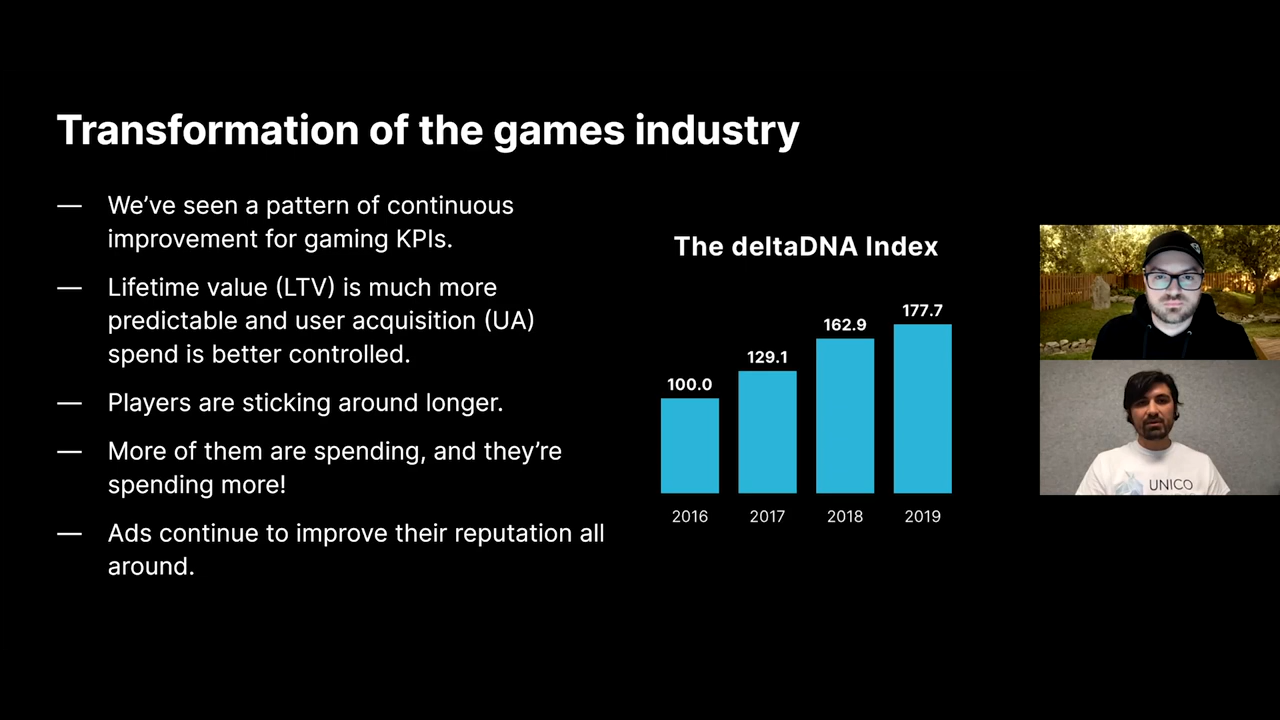 Transformation of the games industry
— We’ve seen a pattern of continuous
improvement for gaming KPIs.
— Lifetime value (LTV) is much more
predictable and user acquisition (UA)
spend is better controlled.
— Players are sticking around longer.
— More of them are spending, and they’re
spending more!
— Ads continue to improve their reputation all
around.
The deltaDNA Index
100.0
129.1
162.9
177.7
2016 2017 2018 2019
UNICO